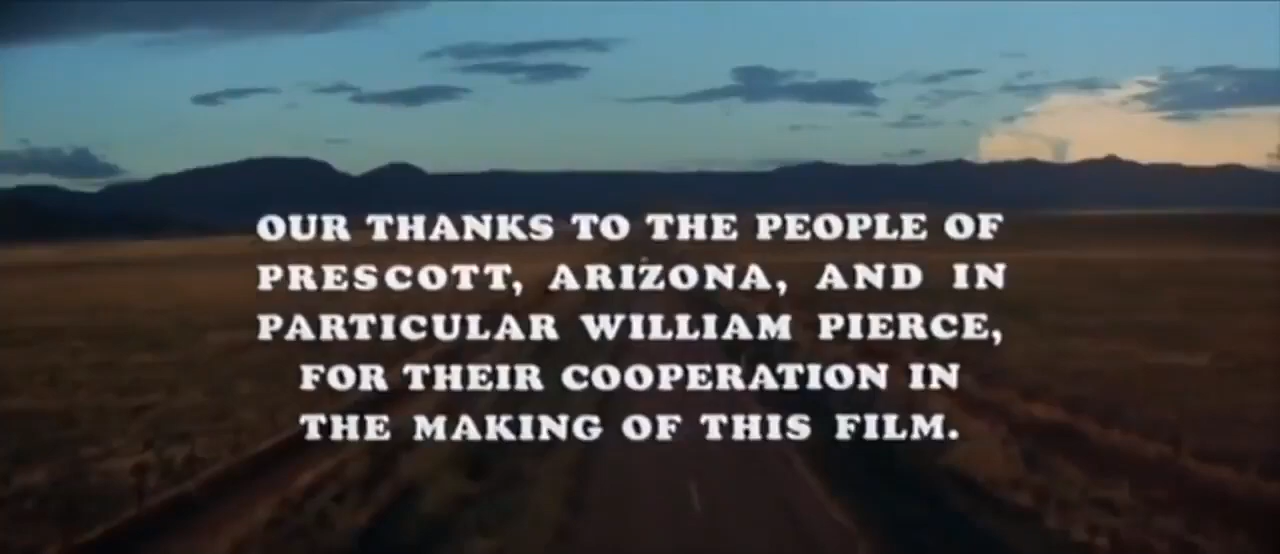 OUR THANKS TO THE PEOPLE OF
PRESCOTT, ARIZONA, AND IN
PARTICULAR WILLIAM PIERCE,
FOR THEIR COOPERATION IN
THE MAKING OF THIS FILM.